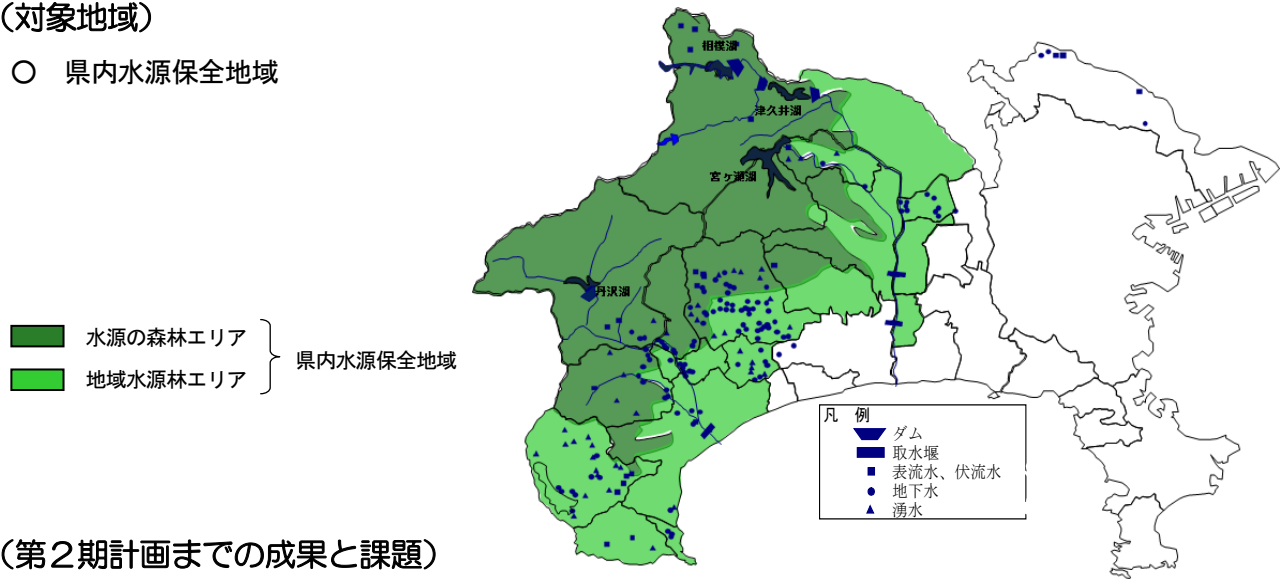 （対象地域）
○　県内水源保全地域
相模湖
津久井湖
宮ヶ瀬湖
丹沢湖
水源の森林エリア
地域水源林エリア
県内水源保全地域
凡　例
ダム
取水堰
表流水、伏流水
地下水
湧水
（第２期計画までの成果と課題）